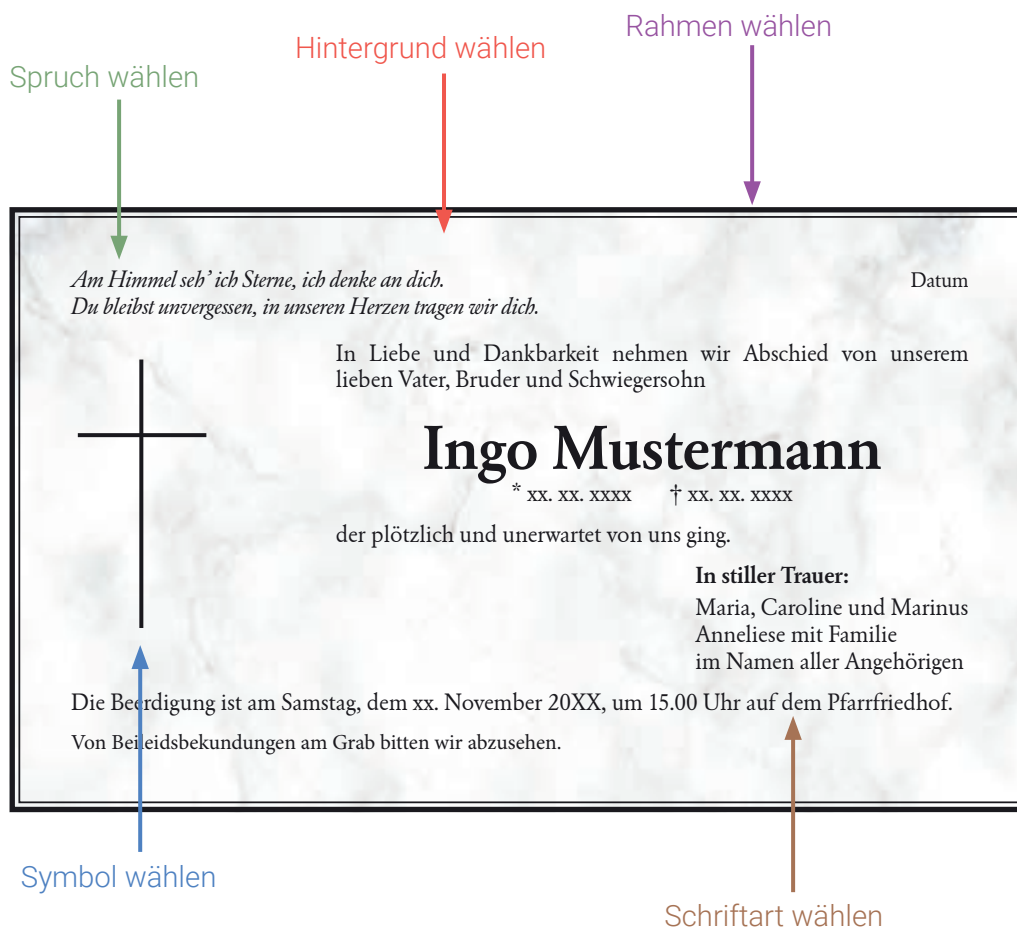 Rahmen wählen
Hintergrund wählen
Spruch wählen
Am Himmel seh’ ich Sterne, ich denke an dich.
Datum
Du bleibst unvergessen, in unseren Herzen tragen wir dich.
In Liebe und Dankbarkeit nehmen wir Abschied von unserem
lieben Vater, Bruder und Schwiegersohn
Ingo Mustermann
* xx. xx. xxxx † xx. xx. xxxx
der plötzlich und unerwartet von uns ging.
In stiller Trauer:
Maria, Caroline und Marinus
Anneliese mit Familie
im Namen aller Angehörigen
Die Beerdigung ist am Samstag, dem xx. November 20XX, um 15.00 Uhr auf dem Pfarrfriedhof.
Von Beileidsbekundungen am Grab bitten wir abzusehen.
Symbol wählen
Schriftart wählen